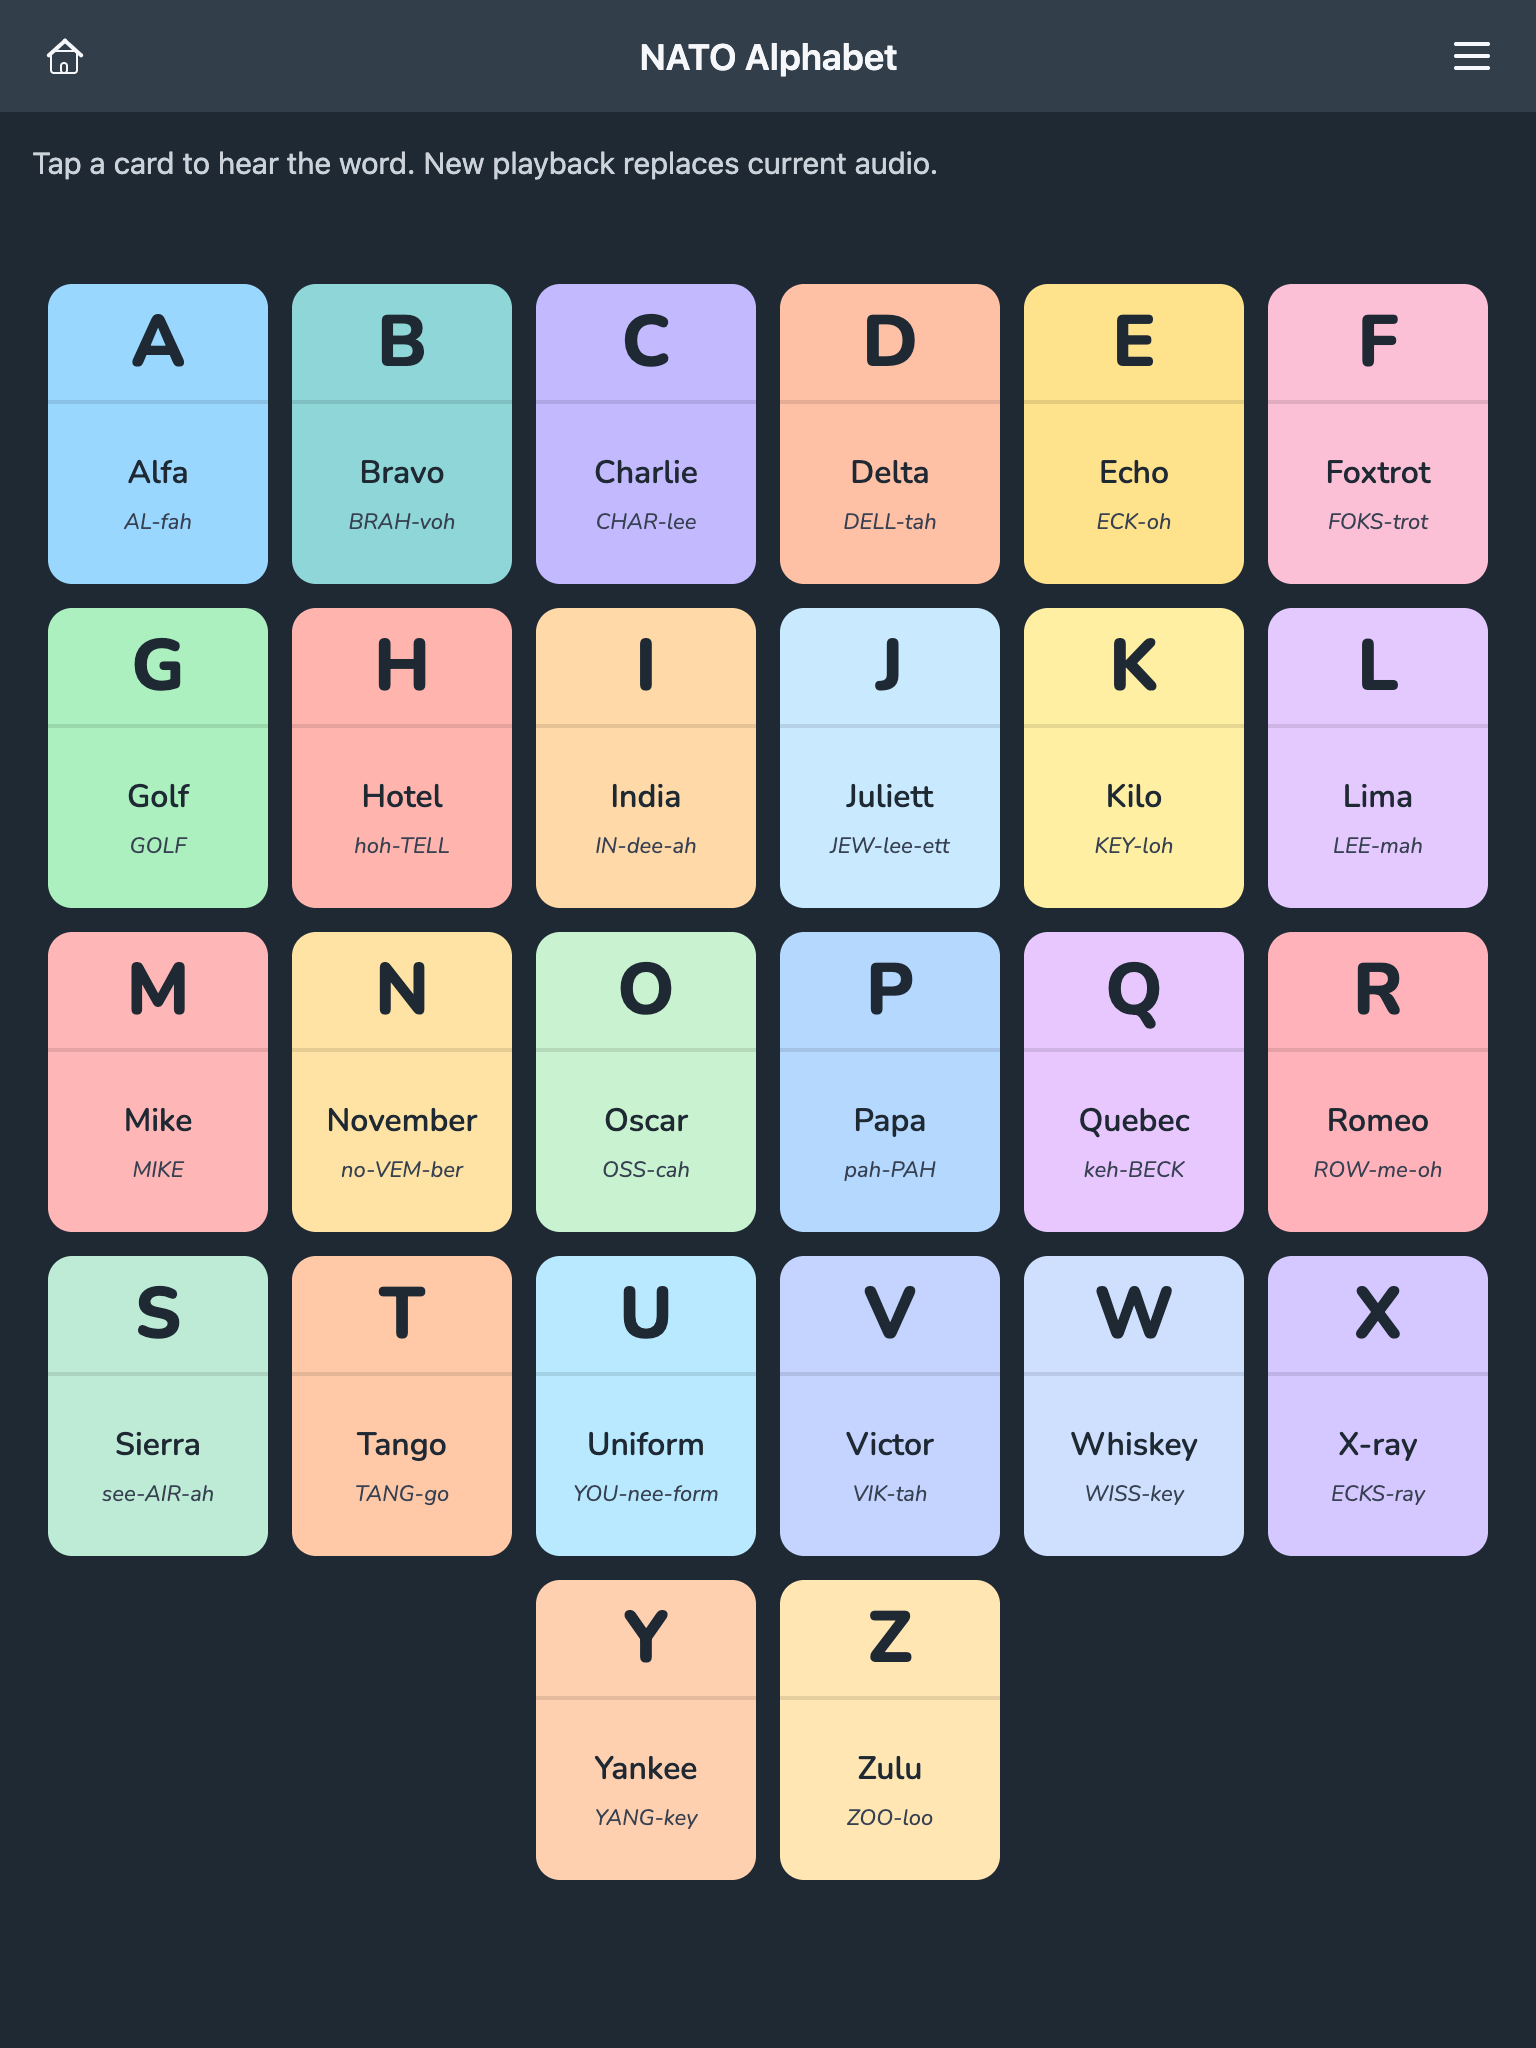 NATO Alphabet
Tap a card to hear the word. New playback replaces current audio.
A
Alfa
AL-fah
B
Bravo
BRAH-voh
C
Charlie
CHAR-lee
D
Delta
DELL-tah
E
Echo
ECK-oh
F
Foxtrot
FOKS-trot
G
Golf
GOLF
H
Hotel
hoh-TELL
I
India
IN-dee-ah
J
Juliett
JEW-lee-ett
K
Kilo
KEY-loh
L
Lima
LEE-mah
M
Mike
MIKE
N
November
no-VEM-ber
O
Oscar
OSS-cah
P
Papa
pah-PAH
Q
Quebec
keh-BECK
R
Romeo
ROW-me-oh
S
Sierra
see-AIR-ah
T
Tango
TANG-go
U
Uniform
YOU-nee-form
V
Victor
VIK-tah
W
Whiskey
WISS-key
X
X-ray
ECKS-ray
Y
Yankee
YANG-key
Z
Zulu
ZOO-loo